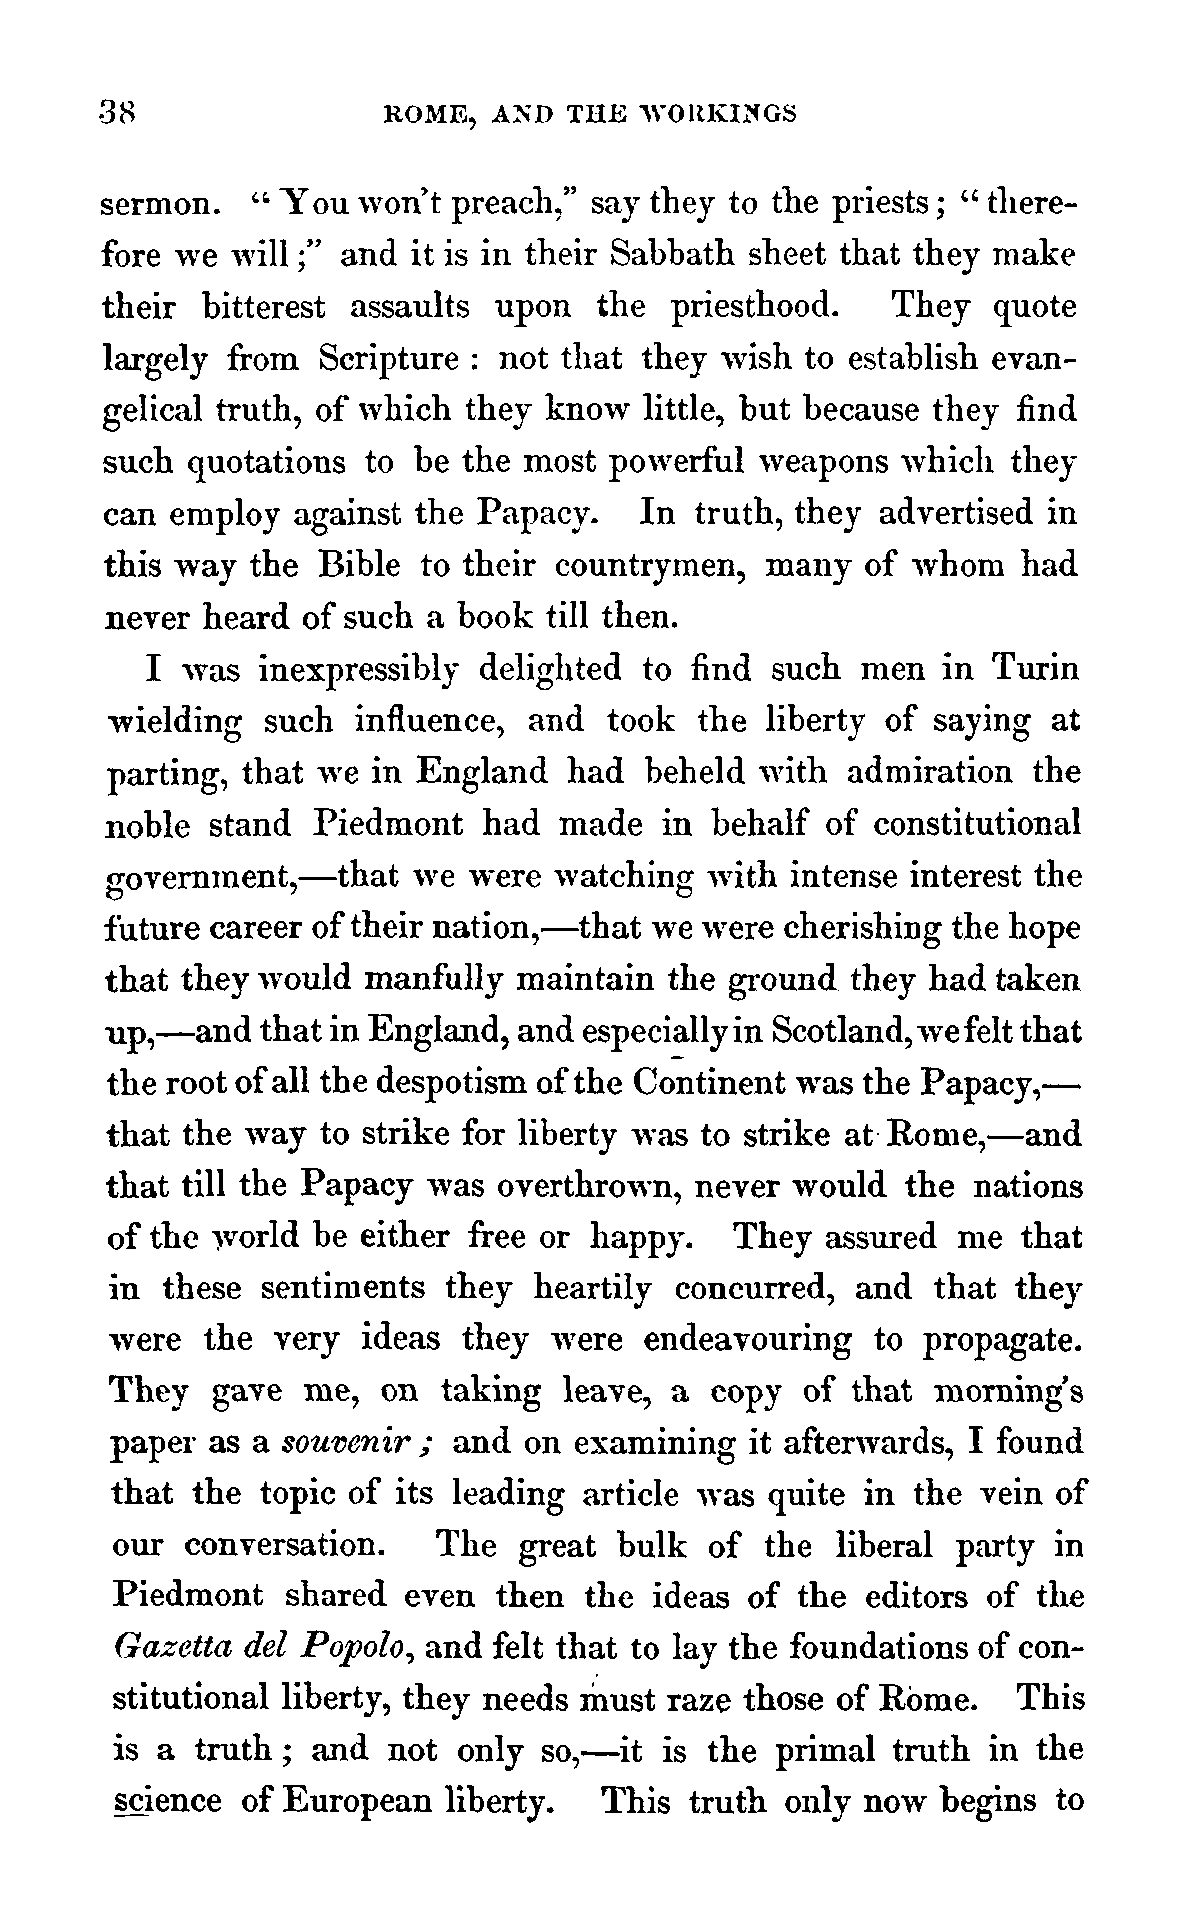 38 ROME, AND THE WORKINGS
sermon. “ You won't preach,” say they to the priests ; “ there-
fore we will ;” and it is in their Sabbath sheet that they make
their bitterest assaults upon the priesthood. They quote
largely from Scripture : not that they wish to establish evan-
gelical truth, of which they know little, but because they find
such quotations to be the most powerful weapons which they
can employ against the Papacy. In truth, they advertised in
this way the Bible to their countrymen, many of whom had
never heard of such a book till then.
I was inexpressibly delighted to find such men in Turin
wielding such influence, and took the liberty of saying at
parting, that we in England had beheld with admiration the
noble stand Piedmont had made in behalf of constitutional
government,—that we were watching with intense interest the
future career of their nation,—that we were cherishing the hope
that they would manfully maintain the ground they had taken
up,—and that in England, and especially in Scotland, we felt that
the root of all the despotism of the Continent was the Papacy,—
that the way to strike for liberty was to strike at Rome,—and
that till the Papacy was overthrown, never would the nations
of the world be either free or happy. They assured me that
in these sentiments they heartily concurred, and that they
were the very ideas they were endeavouring to propagate.
They gave me, on taking leave, a copy of that morning's
paper as a souvenir ; and on examining it afterwards, I found
that the topic of its leading article was quite in the vein of
our conversation. The great bulk of the liberal party in
Piedmont shared even then the ideas of the editors of the
Gazetta del Popolo, and felt that to lay the foundations of con-
stitutional liberty, they needs must raze those of Rome. This
is a truth ; and not only so,—it is the primal truth in the
science of European liberty. This truth only now begins to